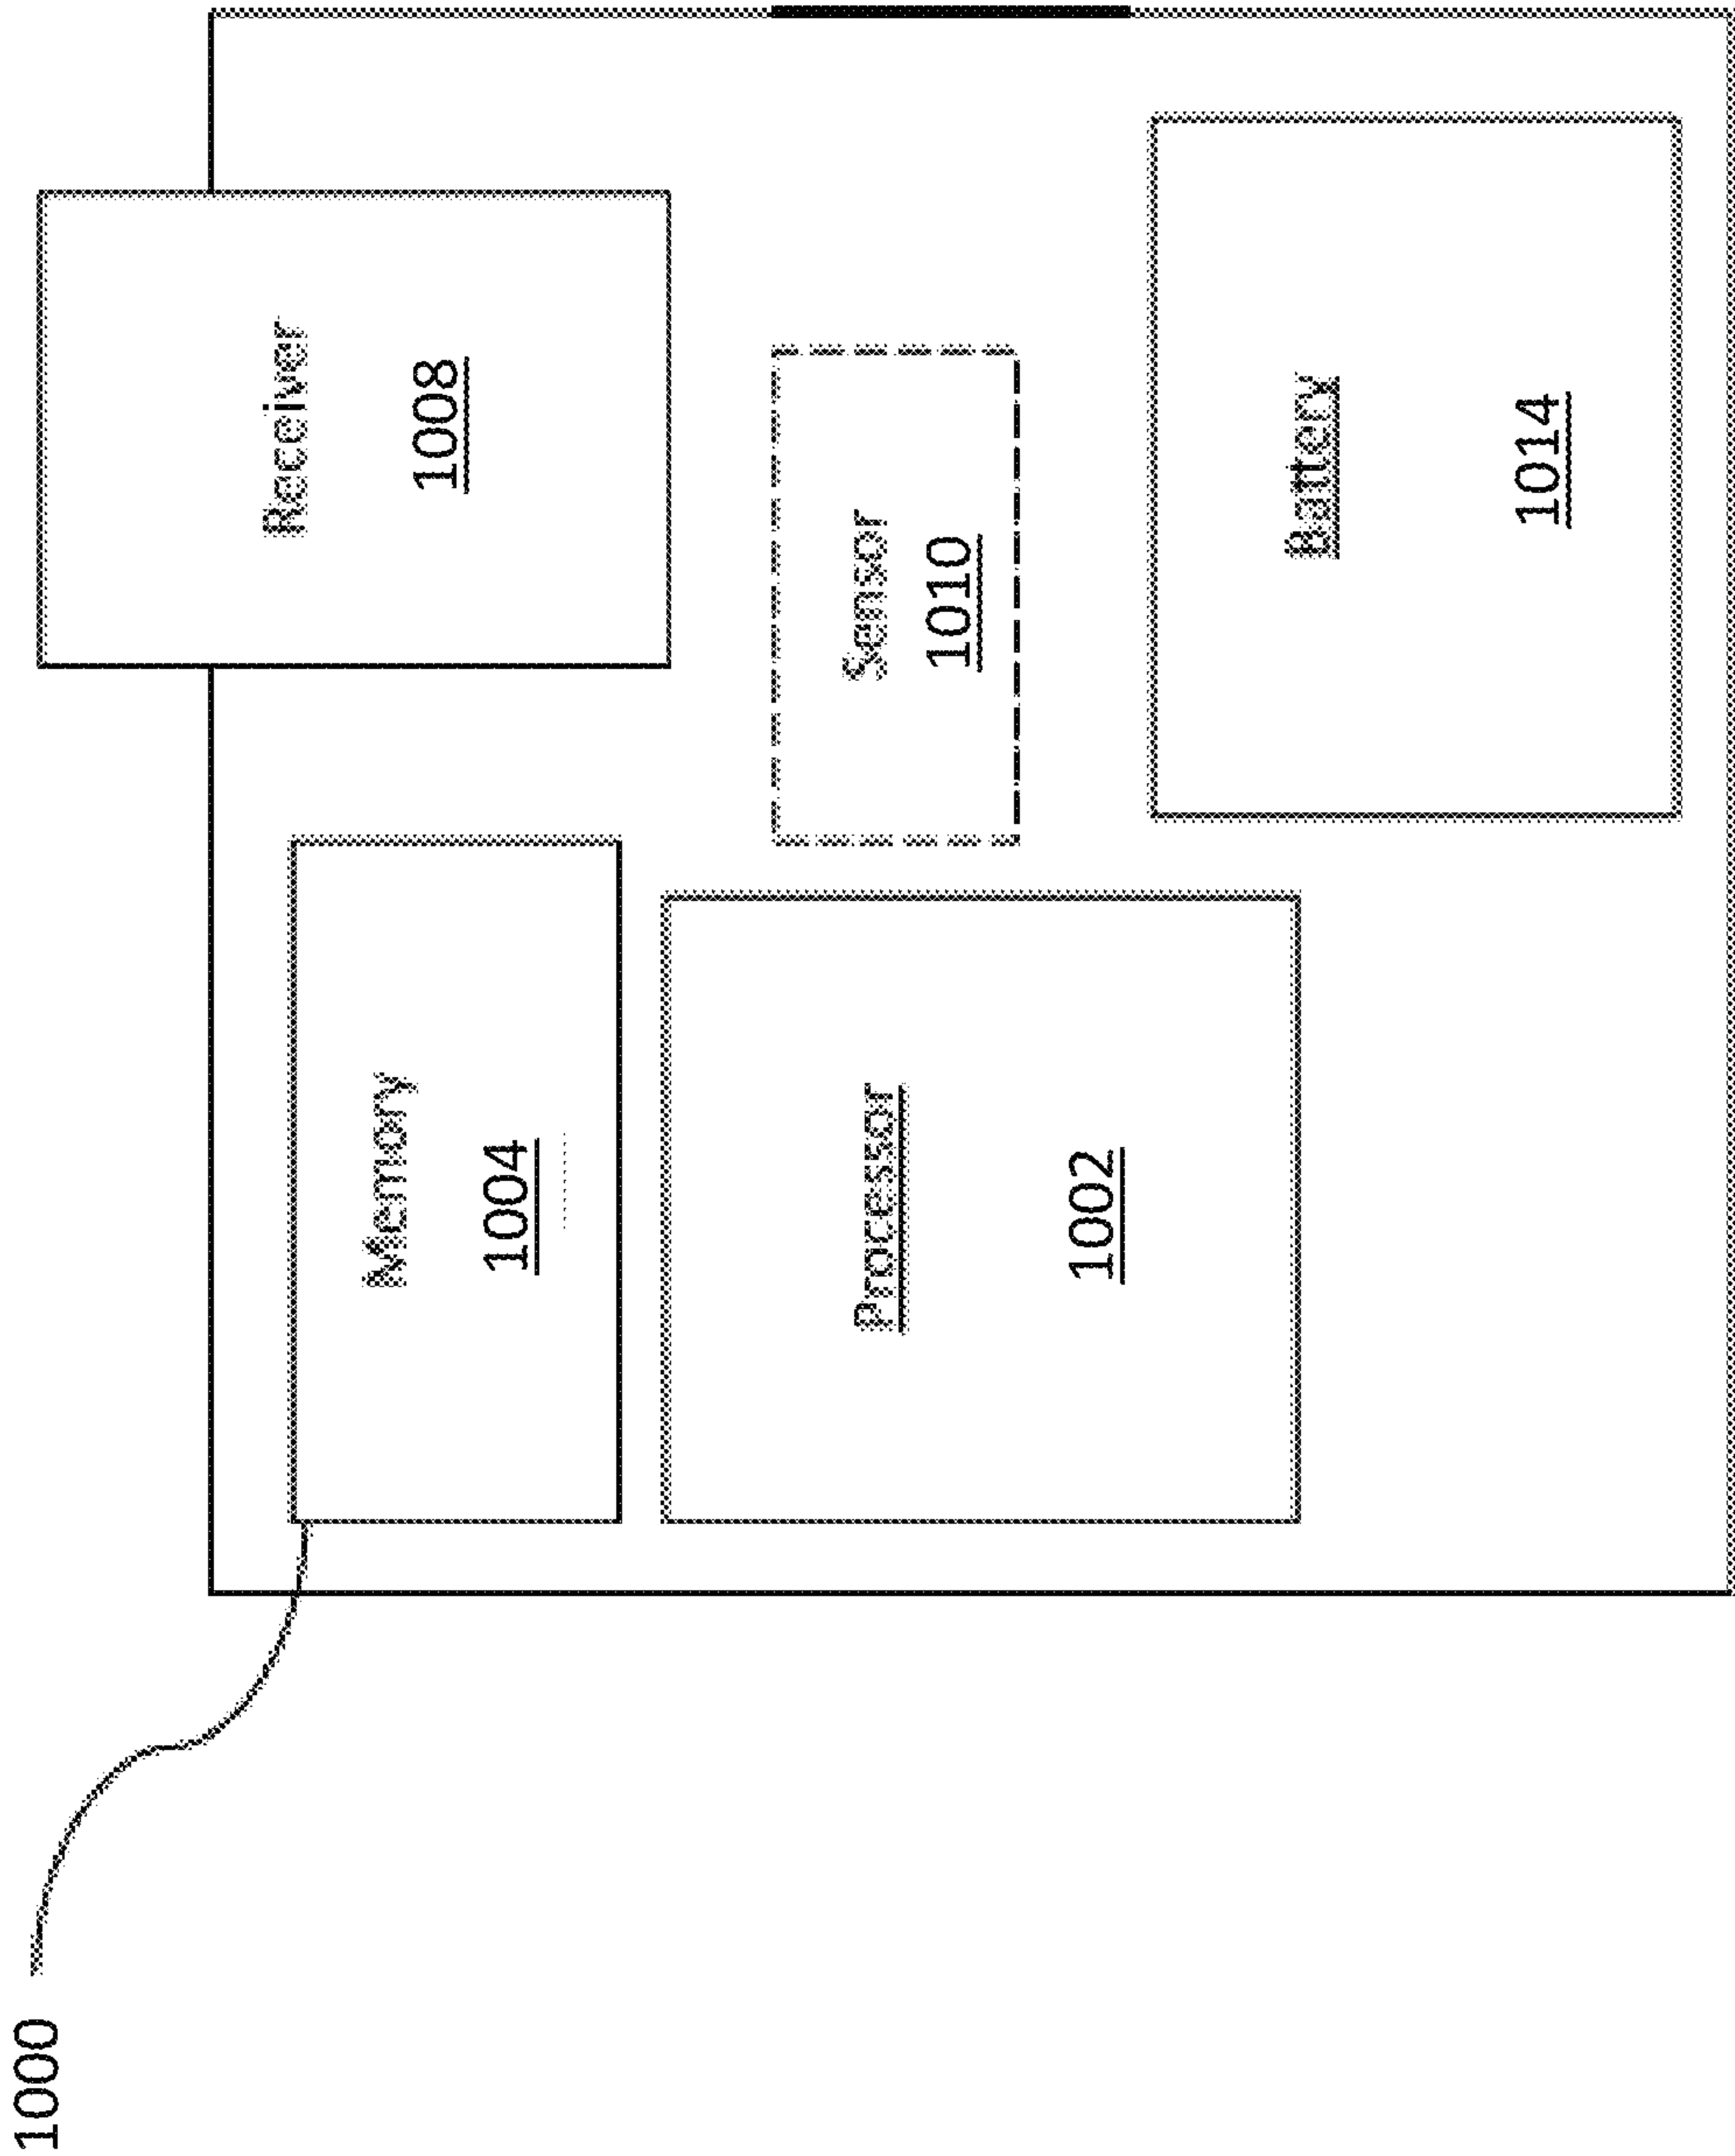 1000
Memory
1004
Receiver
1008
Processor
1002
Sensor
1010
Battery
1014